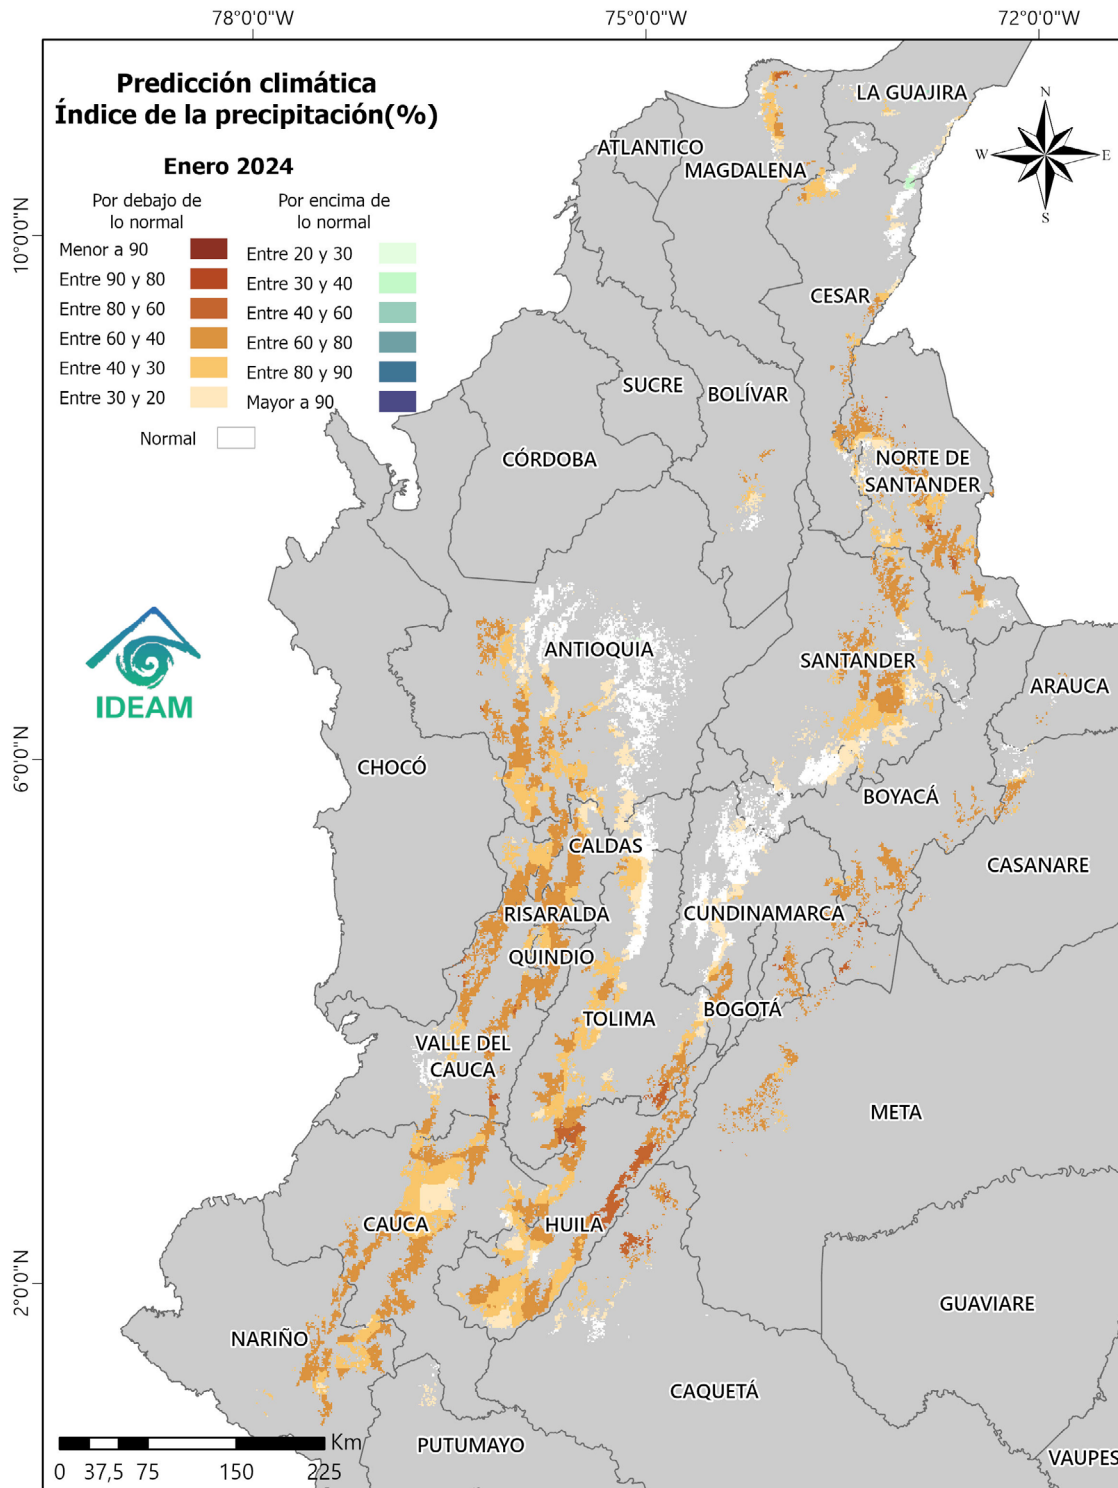 78°0'0"W
75°0'0"W
72°0'0"W
Predicción climática
Índice de la precipitación(%)
Enero 2024
Por debajo de
lo normal
Por encima de
lo normal
Menor a 90
Entre 90 y 80
Entre 80 y 60
Entre 60 y 40
Entre 40 y 30
Entre 30 y 20
Entre 20 y 30
Entre 30 y 40
Entre 40 y 60
Entre 60 y 80
Entre 80 y 90
Mayor a 90
Normal
N
W
E
S
10°0'0"N
6°0'0"N
2°0'0"N
LA GUAJIRA
ATLANTICO
MAGDALENA
CESAR
SUCRE
BOLÍVAR
CÓRDOBA
NORTE DE
SANTANDER
ANTIOQUIA
SANTANDER
ARAUCA
IDEAM
CHOCÓ
BOYACÁ
CALDAS
CASANARE
RISARALDA
CUNDINAMARCA
QUINDIO
TOLIMA
BOGOTÁ
VALLE DEL
CAUCA
META
CAUCA
HUILA
GUAVIARE
NARIÑO
CAQUETÁ
PUTUMAYO
VAUPES
Km
0 37,5 75 150 225